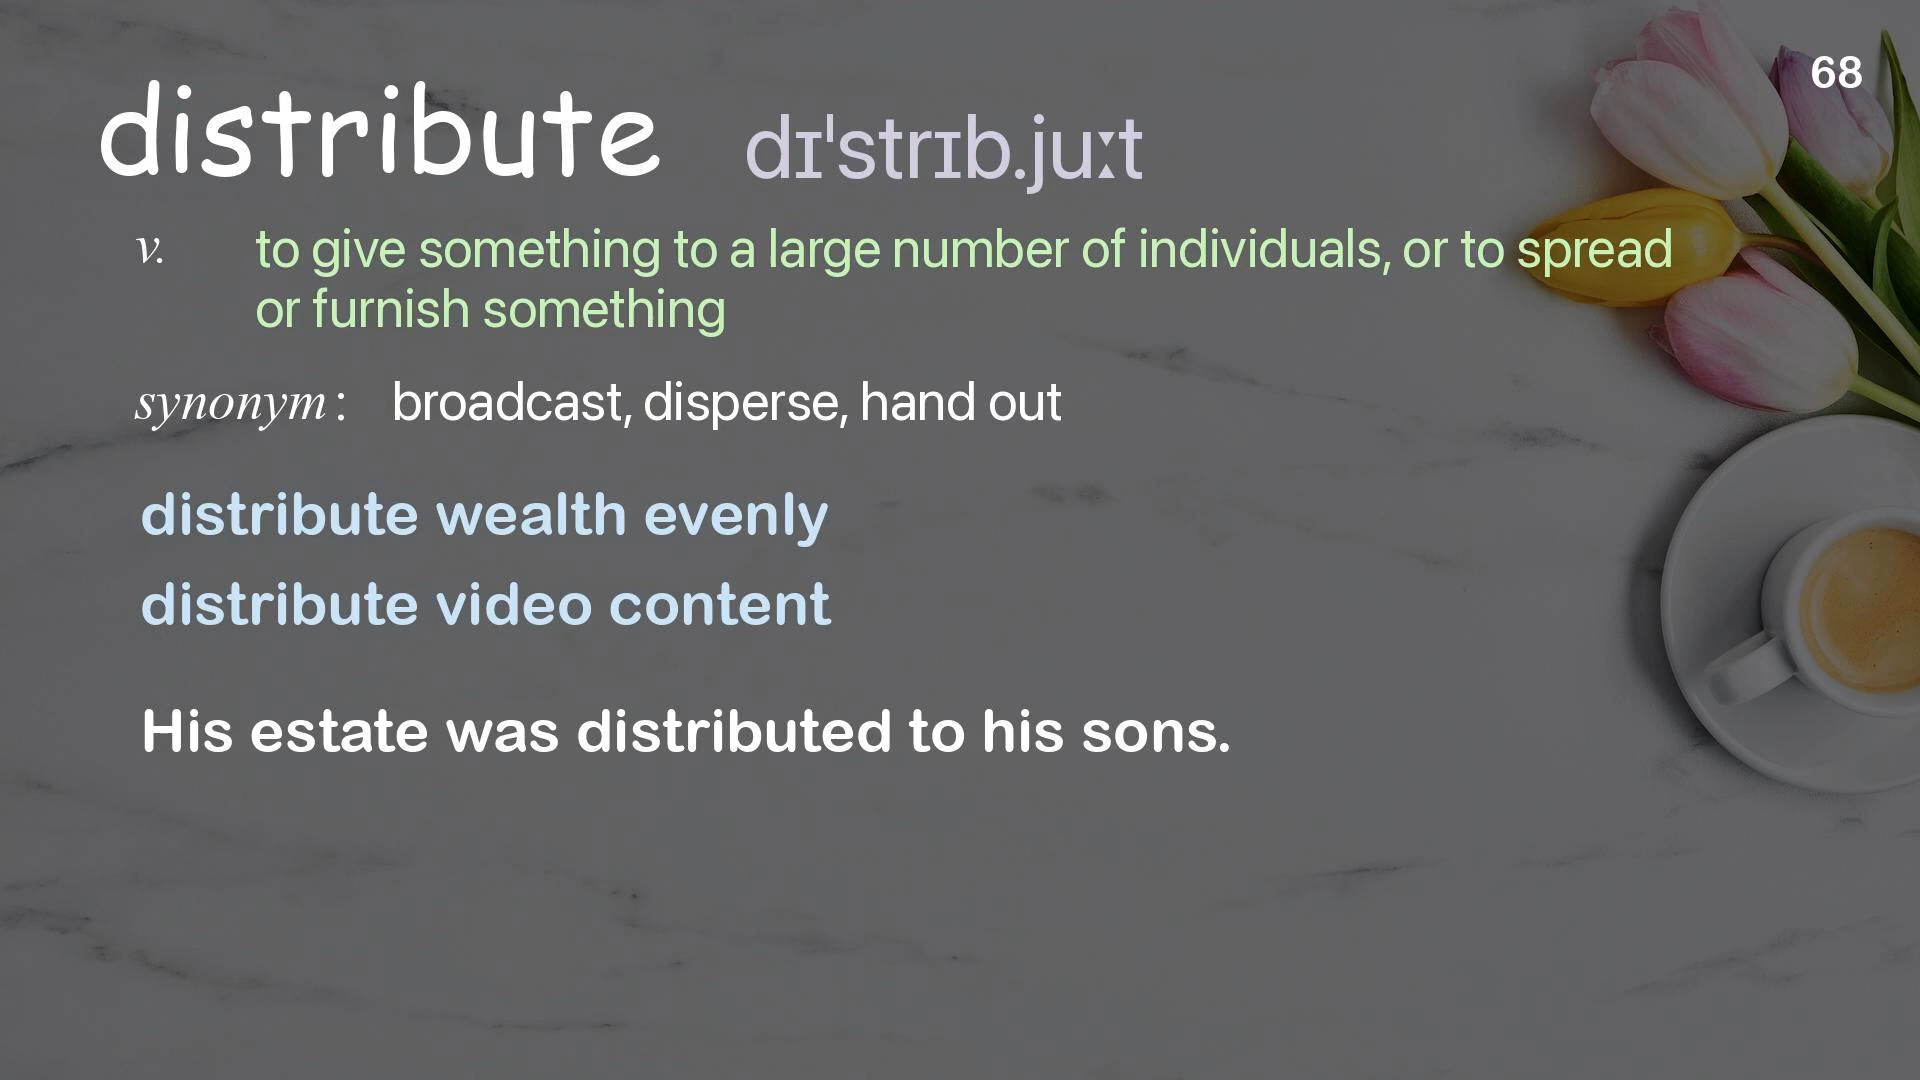 68
distribute dɪˈstrɪb.juːt
v. to give something to a large number of individuals, or to spread
or furnish something
synonym : broadcast, disperse, hand out
distribute wealth evenly
distribute video content
His estate was distributed to his sons.